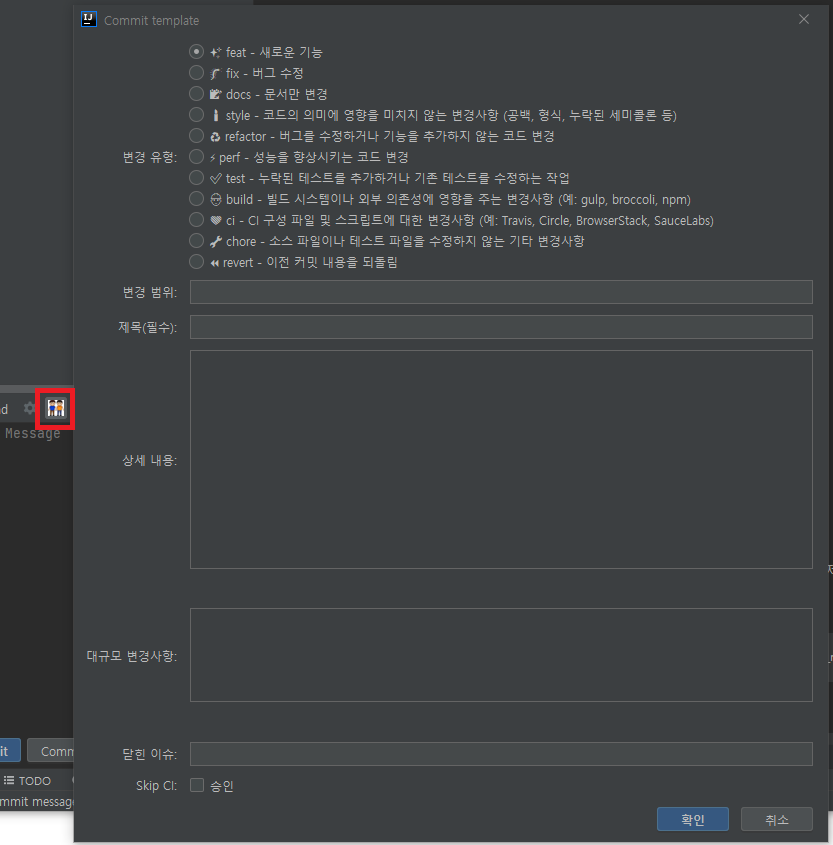 Commit template
feat - 새로운 기능
fix - 버그 수정
docs - 문서만 변경
style - 코드의 의미에 영향을 미치지 않는 변경사항 (공백, 형식, 누락된 세미콜론 등)
refactor - 버그를 수정하거나 기능을 추가하지 않는 코드 변경
변경 유형:
perf - 성능을 향상시키는 코드 변경
test - 누락된 테스트를 추가하거나 기존 테스트를 수정하는 작업
build - 빌드 시스템이나 외부 의존성에 영향을 주는 변경사항 (예: gulp, broccoli, npm)
ci - CI 구성 파일 및 스크립트에 대한 변경사항 (예: Travis, Circle, BrowserStack, SauceLabs)
chore - 소스 파일이나 테스트 파일을 수정하지 않는 기타 변경사항
revert - 이전 커밋 내용을 되돌림
변경 범위:
제목(필수):
nd
Message
상세 내용:
대규모 변경사항:
닫힌 이슈:
it
Comm
TODO
Skip CI:
승인
mmit message
확인
취소